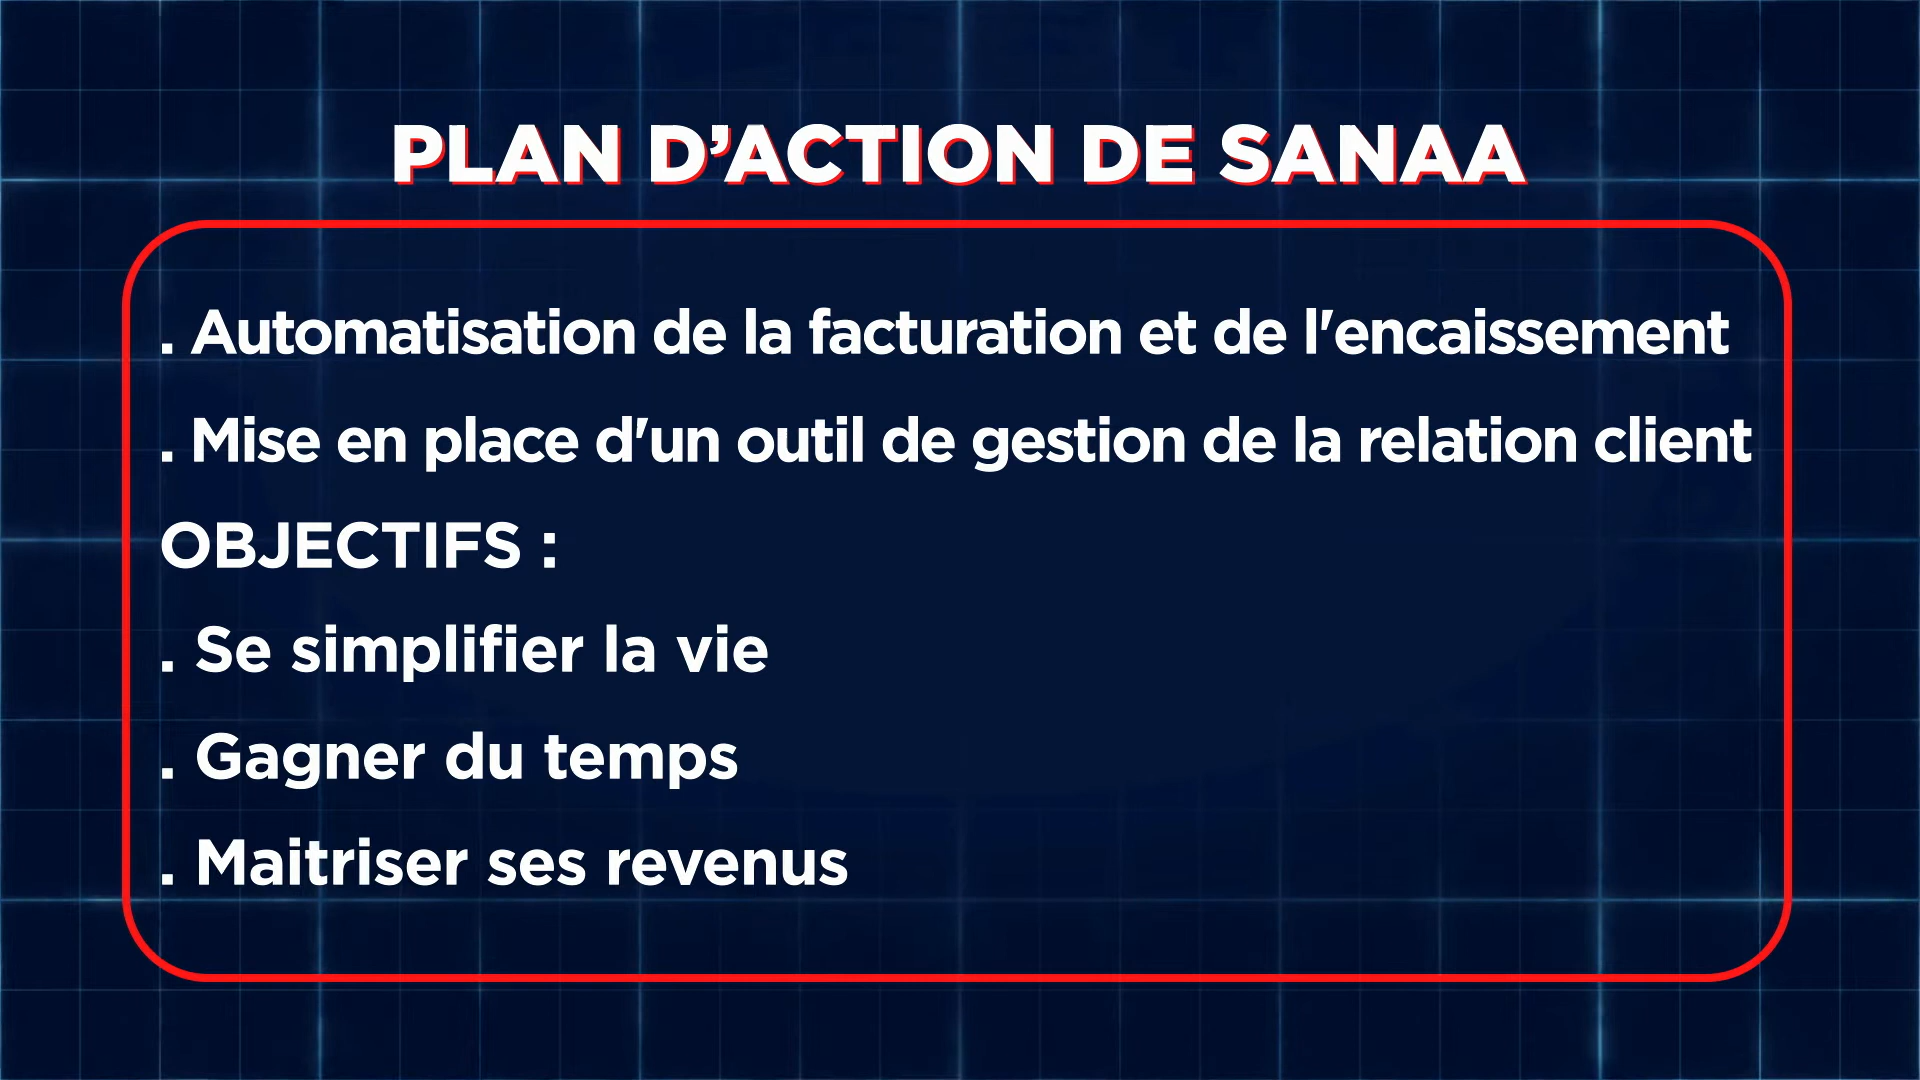 PLAN D’ACTION DE SANAA
. Automatisation de la facturation et de l'encaissement
. Mise en place d'un outil de gestion de la relation client
OBJECTIFS :
. Se simplifier la vie
. Gagner du temps
. Maitriser ses revenus